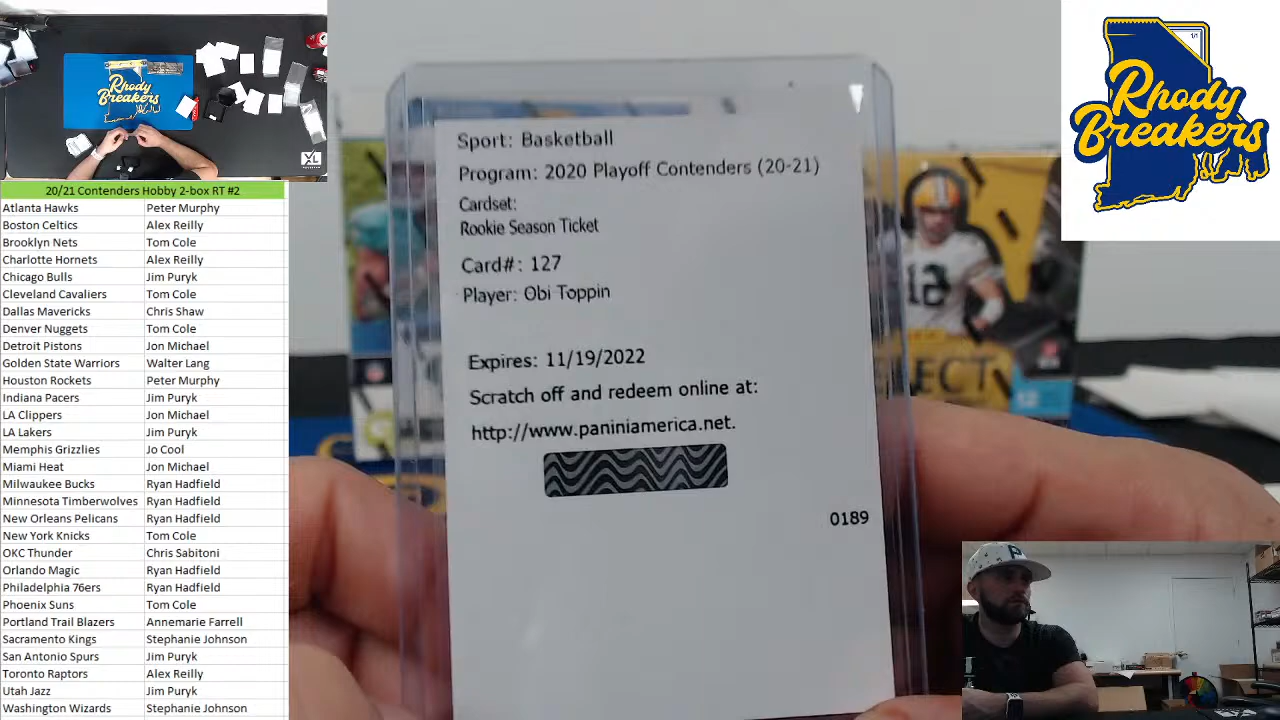 Rhody
Breakers
XL
20/21 Contenders Hobby 2-box RT #2
Atlanta Hawks Peter Murphy
Boston Celtics Alex Reilly
Brooklyn Nets Tom Cole
Charlotte Hornets Alex Reilly
Chicago Bulls Jim Puryk
Cleveland Cavaliers Tom Cole
Dallas Mavericks Chris Shaw
Denver Nuggets Tom Cole
Detroit Pistons Jon Michael
Golden State Warriors Walter Lang
Houston Rockets Peter Murphy
Indiana Pacers Jim Puryk
LA Clippers Jon Michael
LA Lakers Jim Puryk
Memphis Grizzlies Jo Cool
Miami Heat Jon Michael
Milwaukee Bucks Ryan Hadfield
Minnesota Timberwolves Ryan Hadfield
New Orleans Pelicans Ryan Hadfield
New York Knicks Tom Cole
OKC Thunder Chris Sabitoni
Orlando Magic Ryan Hadfield
Philadelphia 76ers Ryan Hadfield
Phoenix Suns Tom Cole
Portland Trail Blazers Annemarie Farrell
Sacramento Kings Stephanie Johnson
San Antonio Spurs Jim Puryk
Toronto Raptors Alex Reilly
Utah Jazz Jim Puryk
Washington Wizards Stephanie Johnson
Sport: Basketball
Program: 2020 Playoff Contenders (20-21)
Cardset:
Rookie Season Ticket
Card#: 127
Player: Obi Toppin
Expires: 11/19/2022
Scratch off and redeem online at:
http://www.paniniamerica.net.
0189
12
1/1
Rhody
Breakers